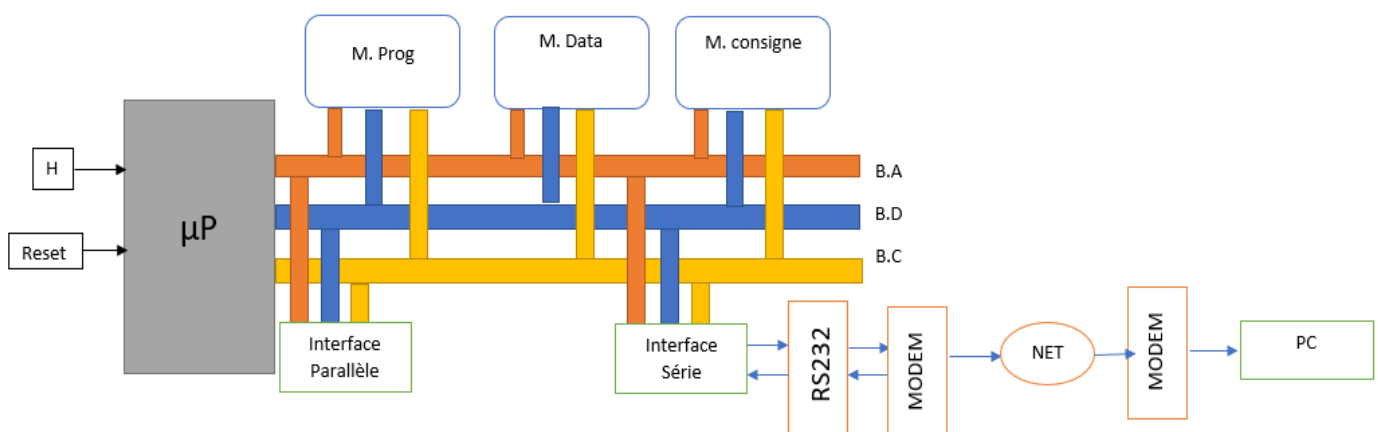 M. Prog
M. Data
M. consigne
H
Reset
µP
B.A
B.D
B.C
Interface
Parallèle
Interface
Série
RS232
MODEM
NET
MODEM
PC